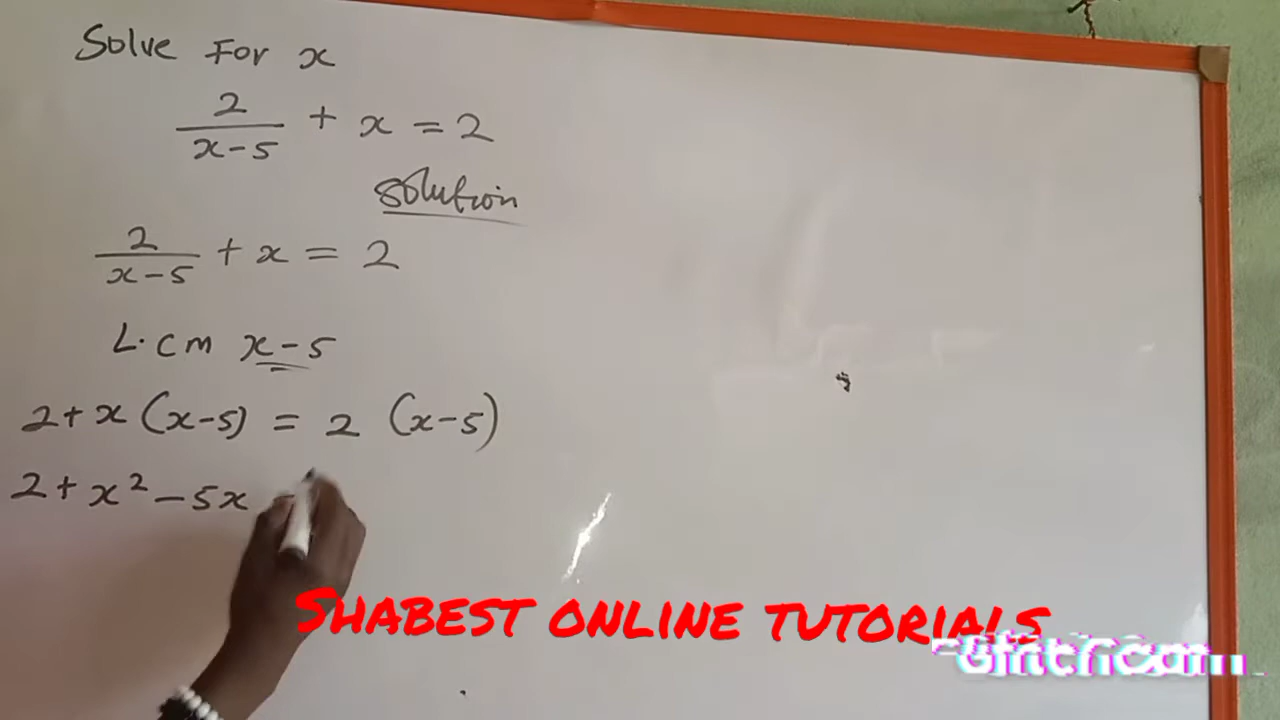 Solve For x
2/(x-5) + x = 2
Solution
2/(x-5) + x = 2
L.cm x-5
2+x(x-5) = 2 (x-5)
2+x² -5x
SHABEST ONLINE TUTORIALS